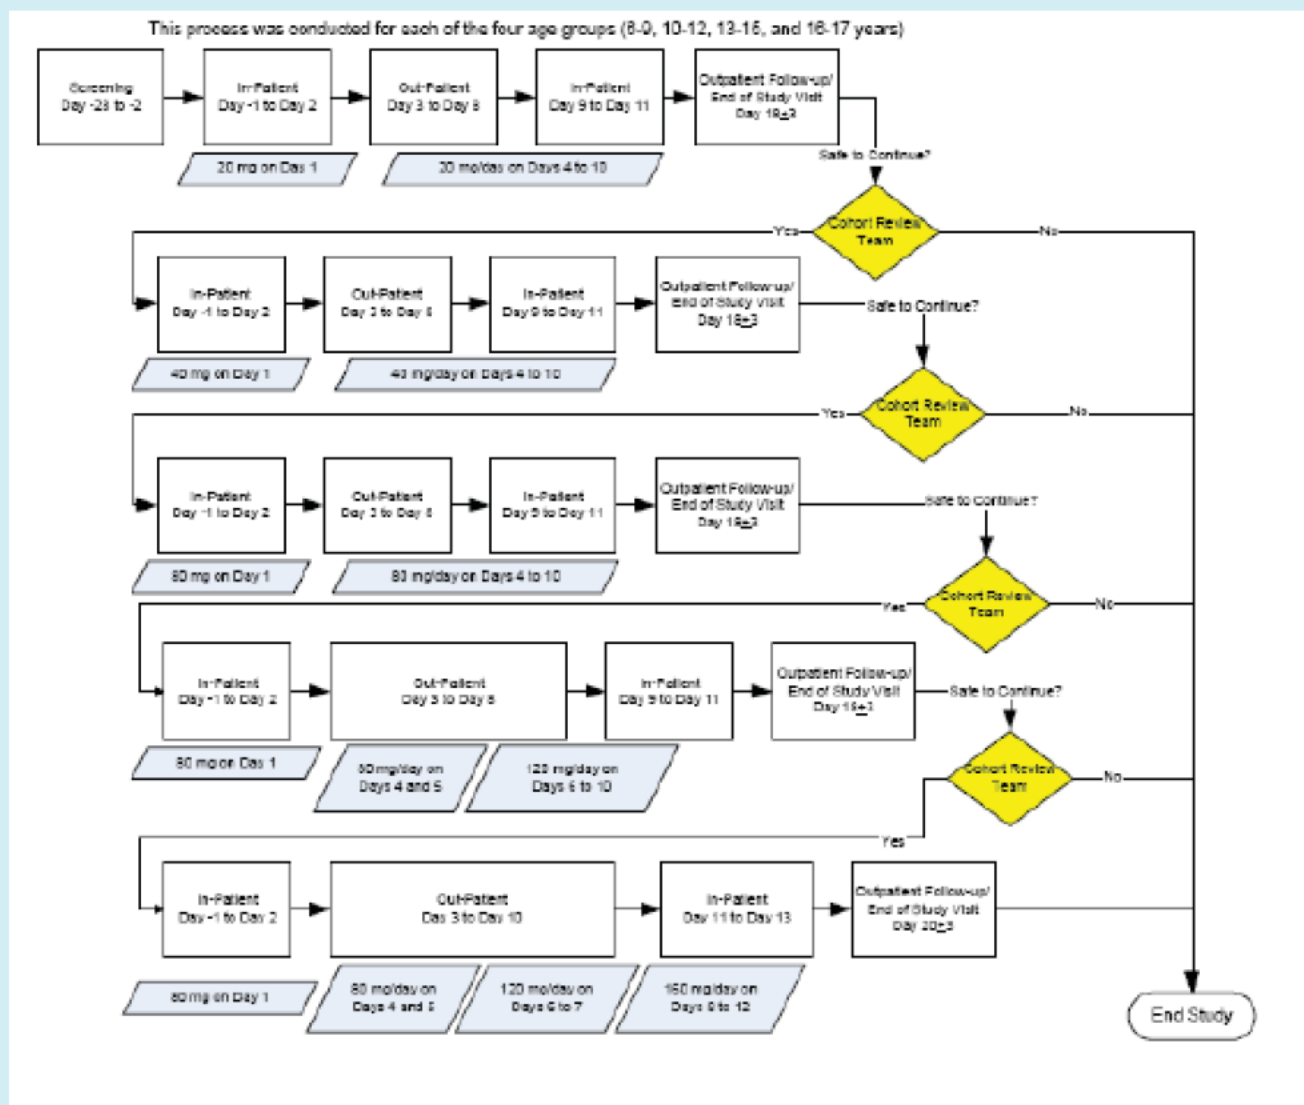 This process was conducted for each of the four age groups (6-9, 10-12, 13-15, and 16-17 years)
Screening
Day -28 to -2
In-Patient
Day -1 to Day 2
Out-Patient
Day 3 to Day 8
In-Patient
Day 9 to Day 11
Outpatient Follow-up/
End of Study Visit
Day 18±3
20 mg on Day 1
20 mg/day on Days 4 to 10
Safe to Continue?
Cohort Review
Team
Yes
No
In-Patient
Day -1 to Day 2
Out-Patient
Day 3 to Day 8
In-Patient
Day 9 to Day 11
Outpatient Follow-up/
End of Study Visit
Day 18±3
Safe to Continue?
40 mg on Day 1
40 mg/day on Days 4 to 10
Cohort Review
Team
Yes
No
In-Patient
Day -1 to Day 2
Out-Patient
Day 3 to Day 8
In-Patient
Day 9 to Day 11
Outpatient Follow-up/
End of Study Visit
Day 18±3
Safe to Continue?
80 mg on Day 1
80 mg/day on Days 4 to 10
Cohort Review
Team
Yes
No
In-Patient
Day -1 to Day 2
Out-Patient
Day 3 to Day 8
In-Patient
Day 9 to Day 11
Outpatient Follow-up/
End of Study Visit
Day 18±3
Safe to Continue?
80 mg on Day 1
80 mg/day on
Days 4 and 5
120 mg/day on
Days 6 to 10
Cohort Review
Team
Yes
No
In-Patient
Day -1 to Day 2
Out-Patient
Day 3 to Day 10
In-Patient
Day 11 to Day 13
Outpatient Follow-up/
End of Study Visit
Day 20±3
80 mg on Day 1
80 mg/day on
Days 4 and 5
120 mg/day on
Days 6 to 7
160 mg/day on
Days 8 to 12
End Study